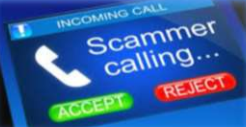 INCOMING CALL
Scammer
calling...
ACCEPT
REJECT